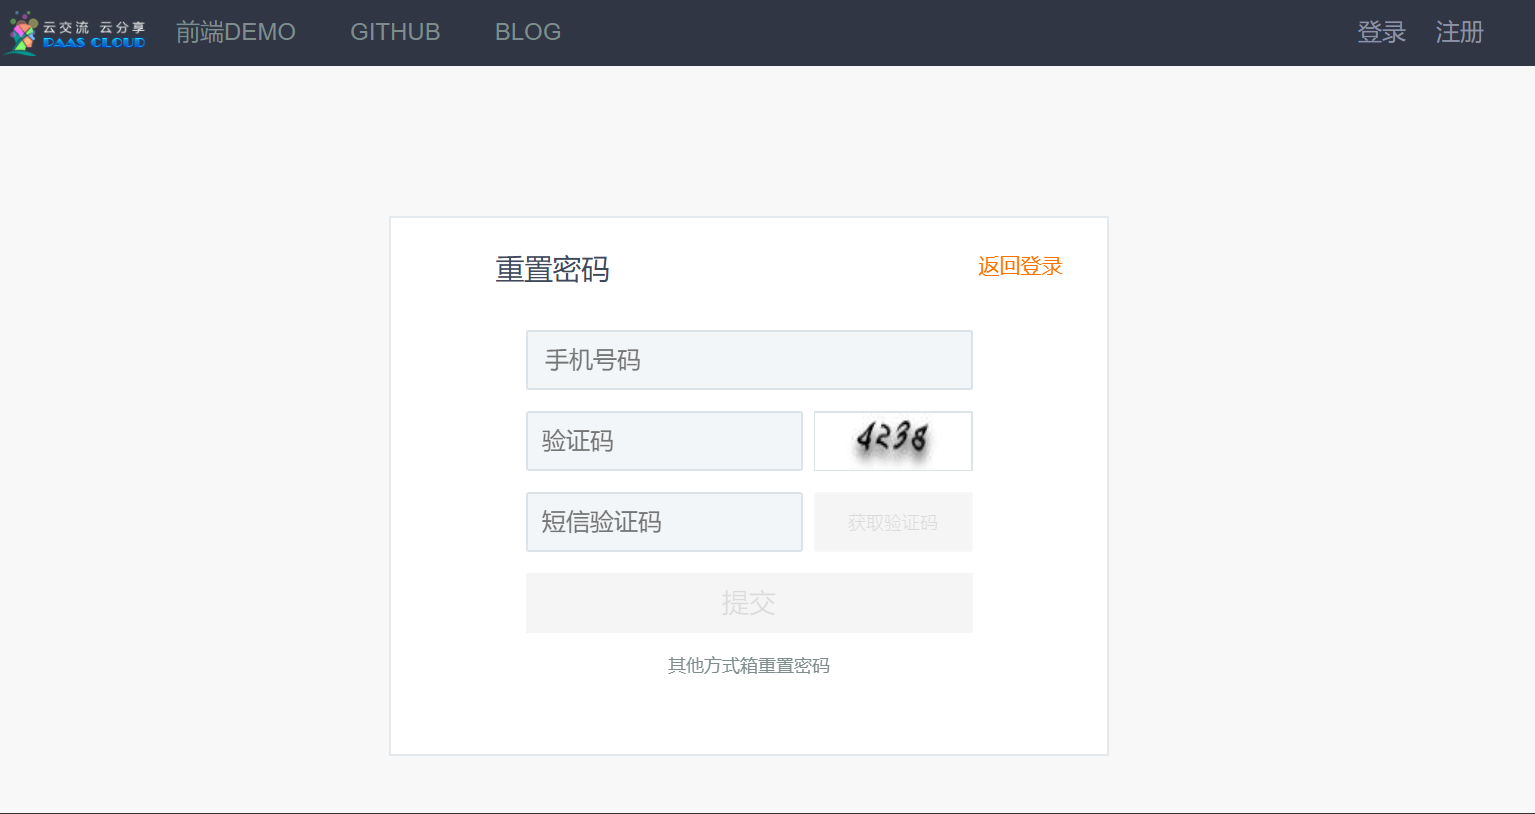 云交流 云分享
PAAS CLOUD
前端DEMO GITHUB BLOG 登录 注册
重置密码 返回登录
手机号码
验证码 4238
短信验证码 获取验证码
提交
其他方式箱重置密码